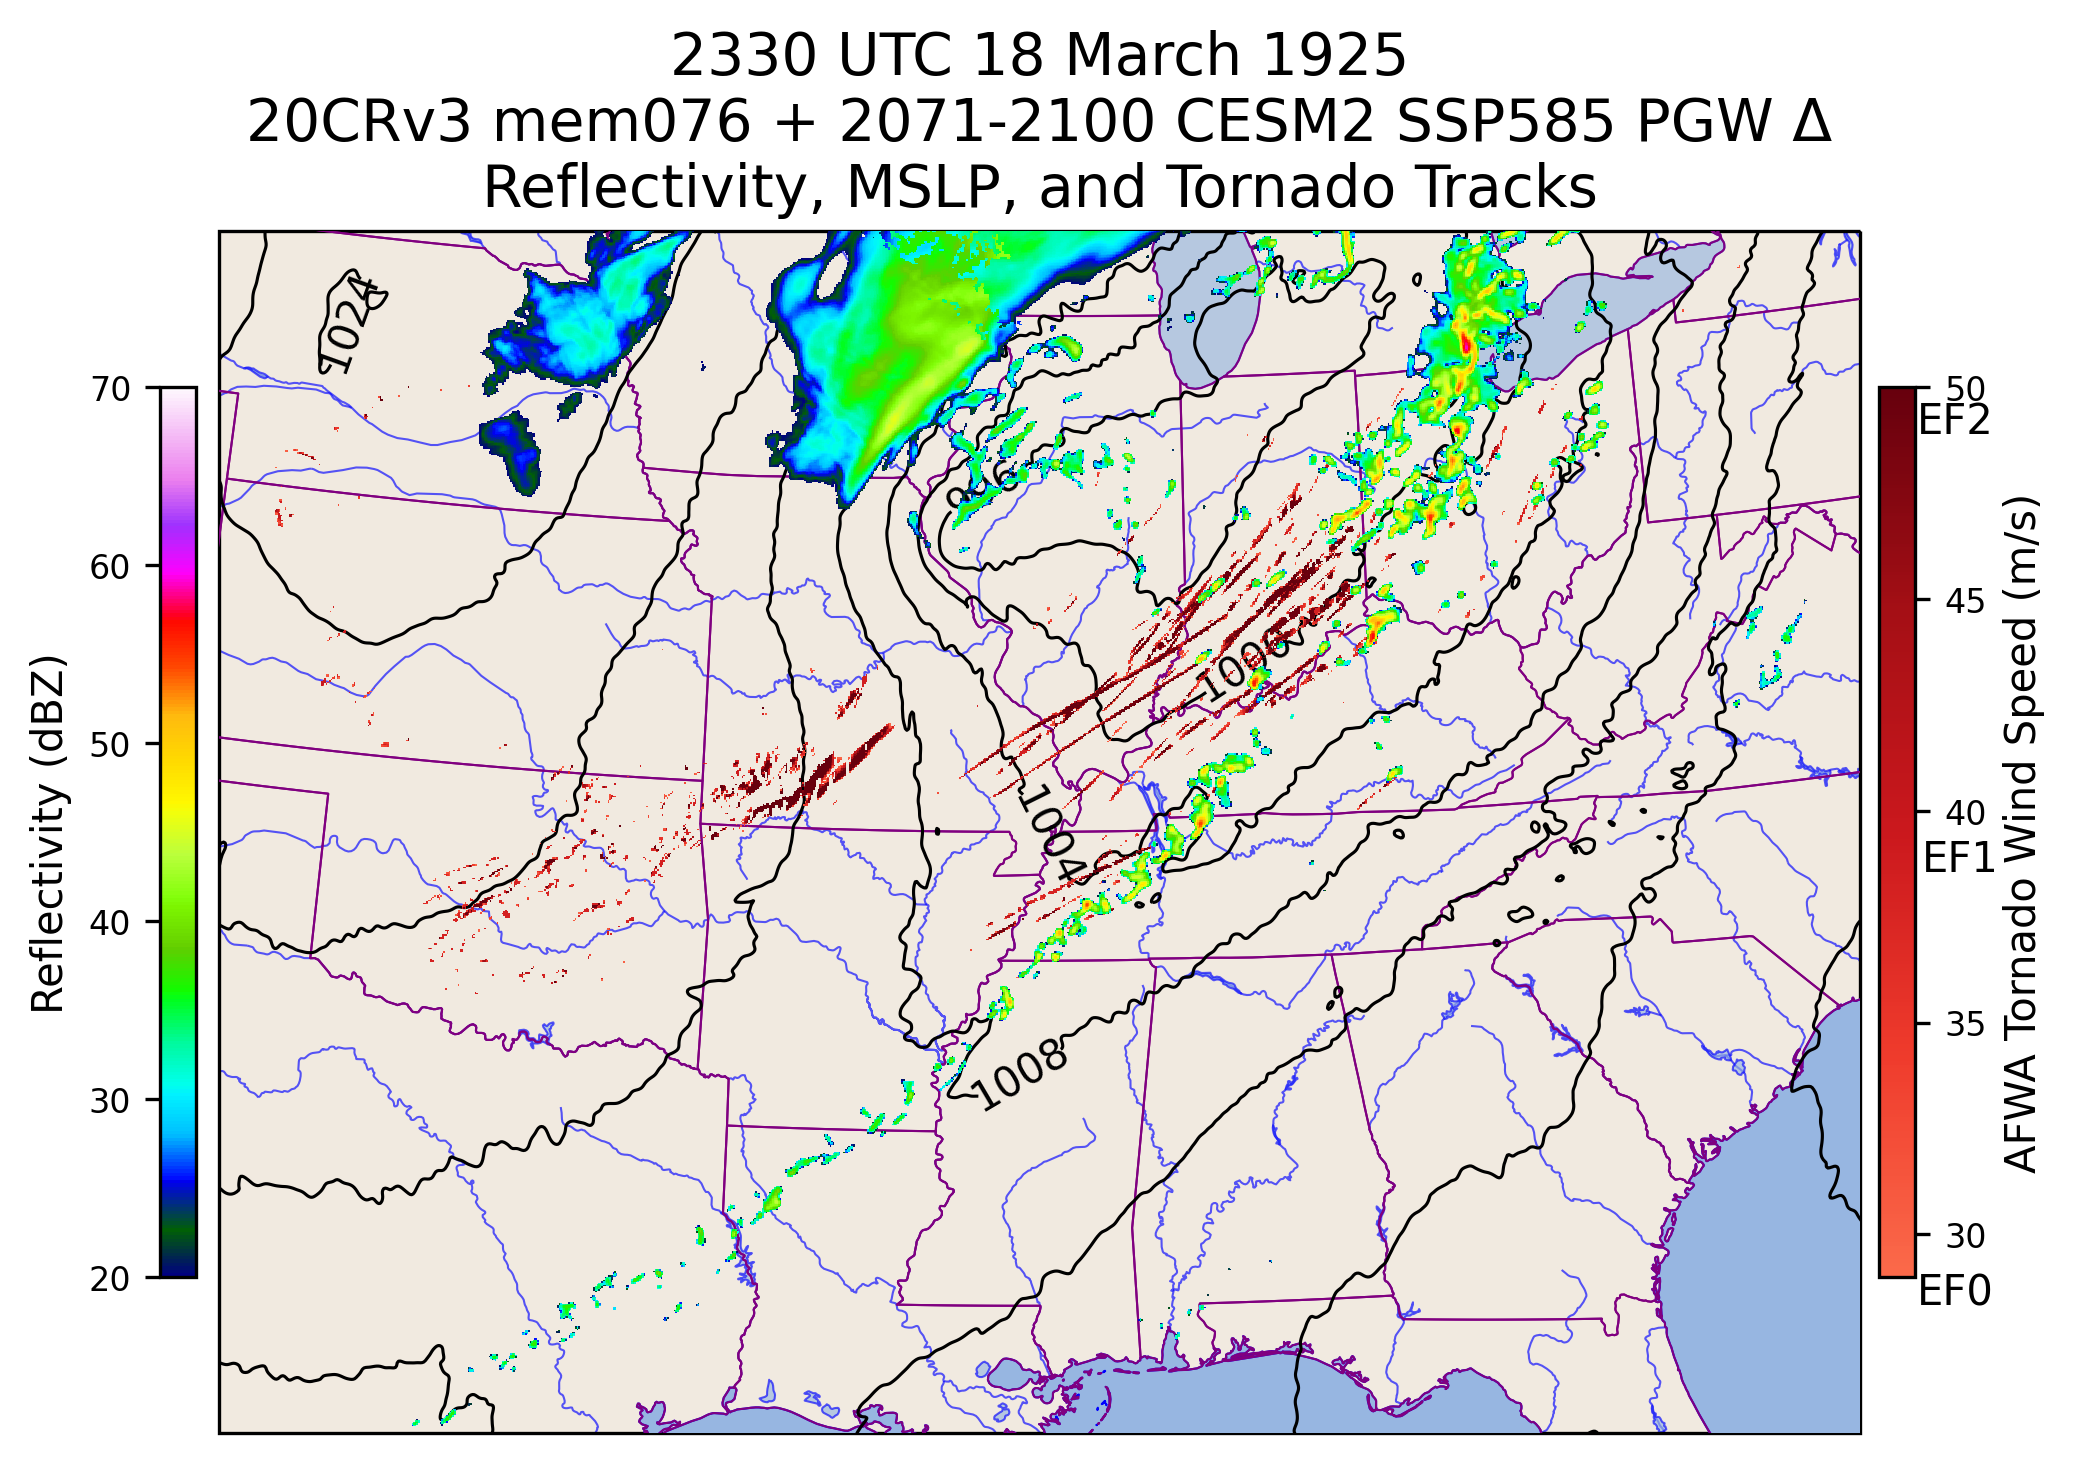 2330 UTC 18 March 1925
20CRv3 mem076 + 2071-2100 CESM2 SSP585 PGW Δ
Reflectivity, MSLP, and Tornado Tracks
1024
996
1008
1004
1008
70
60
50
40
30
20
Reflectivity (dBZ)
50
EF2
45
40
EF1
35
30
EF0
AFWA Tornado Wind Speed (m/s)